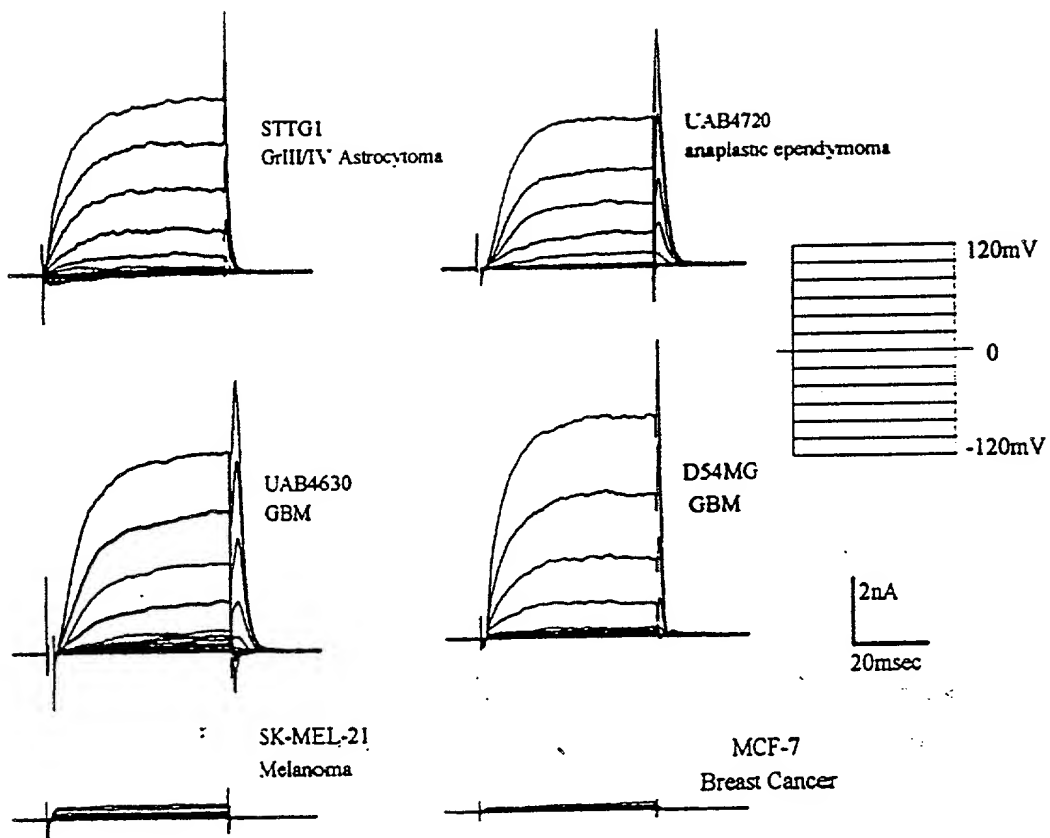 STTG1
GrIII/IV Astrocytoma
UAB4720
anaplastic ependymoma
120mV
0
-120mV
UAB4630
GBM
D54MG
GBM
2nA
20msec
SK-MEL-21
Melanoma
MCF-7
Breast Cancer